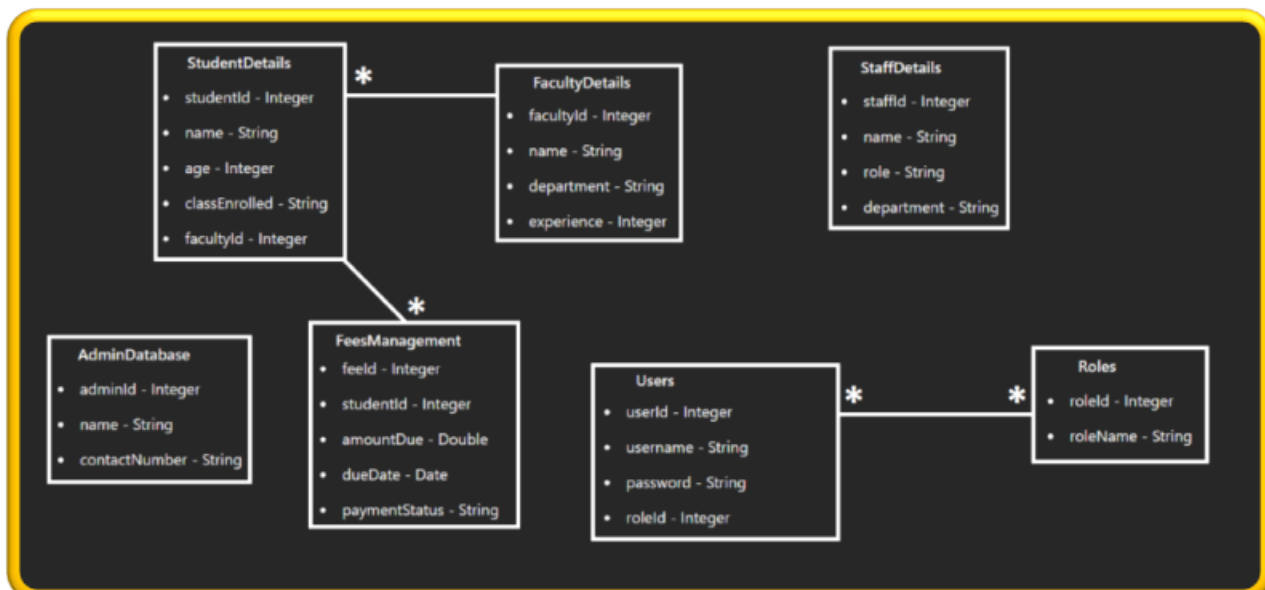 StudentDetails
• studentId - Integer
• name - String
• age - Integer
• classEnrolled - String
• facultyId - Integer
*
FacultyDetails
• facultyId - Integer
• name - String
• department - String
• experience - Integer
StaffDetails
• staffId - Integer
• name - String
• role - String
• department - String
AdminDatabase
• adminId - Integer
• name - String
• contactNumber - String
*
FeesManagement
• feeId - Integer
• studentId - Integer
• amountDue - Double
• dueDate - Date
• paymentStatus - String
Users
• userId - Integer
• username - String
• password - String
• roleId - Integer
* *
Roles
• roleId - Integer
• roleName - String